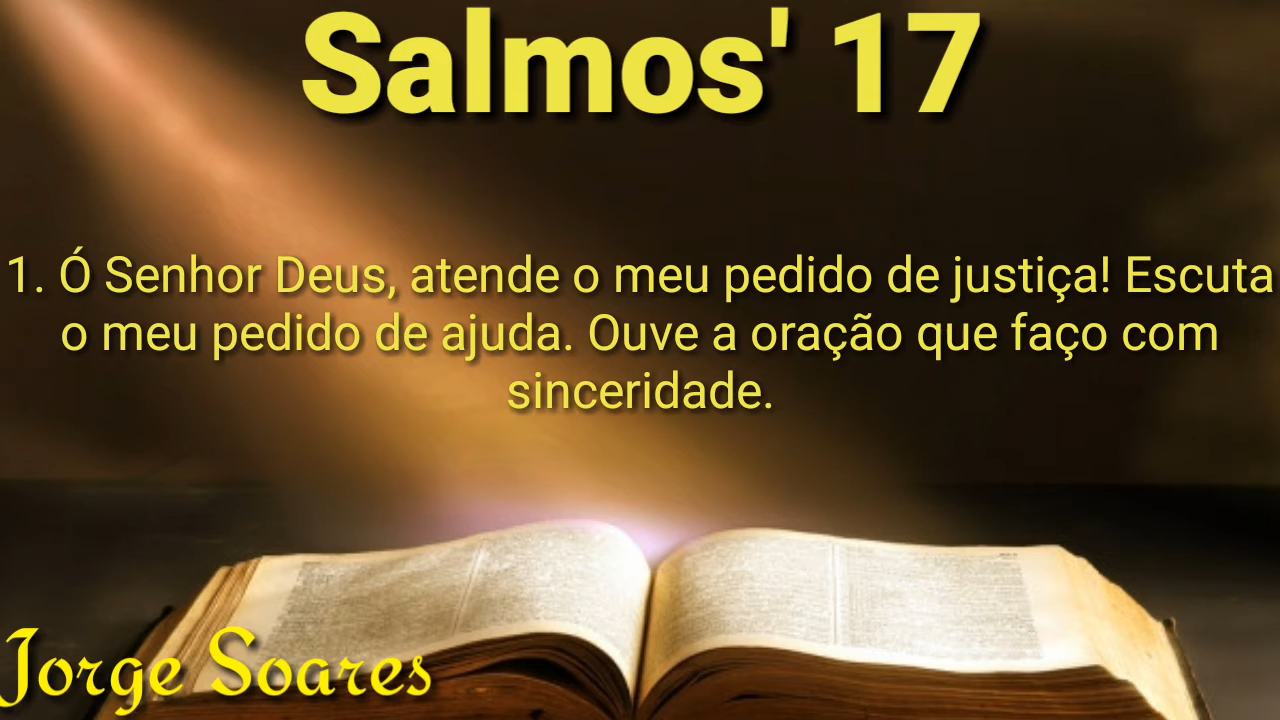 Salmos' 17
1. Ó Senhor Deus, atende o meu pedido de justiça! Escuta
o meu pedido de ajuda. Ouve a oração que faço com
sinceridade.
Jorge Soares